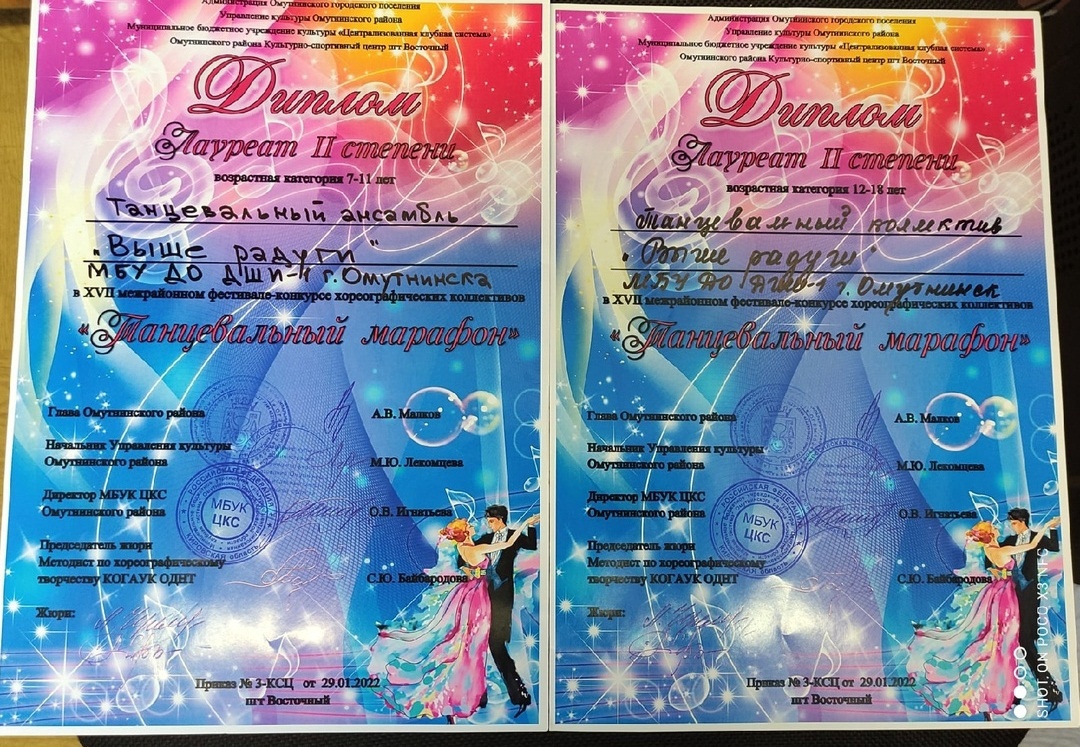 Администрация Омутнинского городского поселения
Управление культуры Омутнинского района
Муниципальное бюджетное учреждение культуры «Централизованная клубная система»
Омутнинского района Культурно-спортивный центр пгт Восточный
Диплом
Лауреат II степени
возрастная категория 7-11 лет
Танцевальный ансамбль
"Выше радуги"
МБУ ДО ДШИ-1 г. Омутнинска
в XVII межрайонном фестивале-конкурсе хореографических коллективов
«Танцевальный марафон»
Глава Омутнинского района А.В. Малков
Начальник Управления культуры
Омутнинского района М.Ю. Лекомцева
Директор МБУК ЦКС
Омутнинского района О.В. Игнатьева
МБУК
ЦКС
Председатель жюри
Методист по хореографическому
творчеству КОГАУК ОДНТ С.Ю. Байбародова
Жюри:
Приказ № 3-КСЦ от 29.01.2022
пгт Восточный
Администрация Омутнинского городского поселения
Управление культуры Омутнинского района
Муниципальное бюджетное учреждение культуры «Централизованная клубная система»
Омутнинского района Культурно-спортивный центр пгт Восточный
Диплом
Лауреат II степени
возрастная категория 12-18 лет
Танцевальный коллектив
"Выше радуги"
МБУ ДО ДШИ-1 г. Омутнинск
в XVII межрайонном фестивале-конкурсе хореографических коллективов
«Танцевальный марафон»
Глава Омутнинского района А.В. Малков
Начальник Управления культуры
Омутнинского района М.Ю. Лекомцева
Директор МБУК ЦКС
Омутнинского района О.В. Игнатьева
МБУК
ЦКС
Председатель жюри
Методист по хореографическому
творчеству КОГАУК ОДНТ С.Ю. Байбародова
Жюри:
Приказ № 3-КСЦ от 29.01.2022
пгт Восточный
SHOT ON POCO X3 NFC